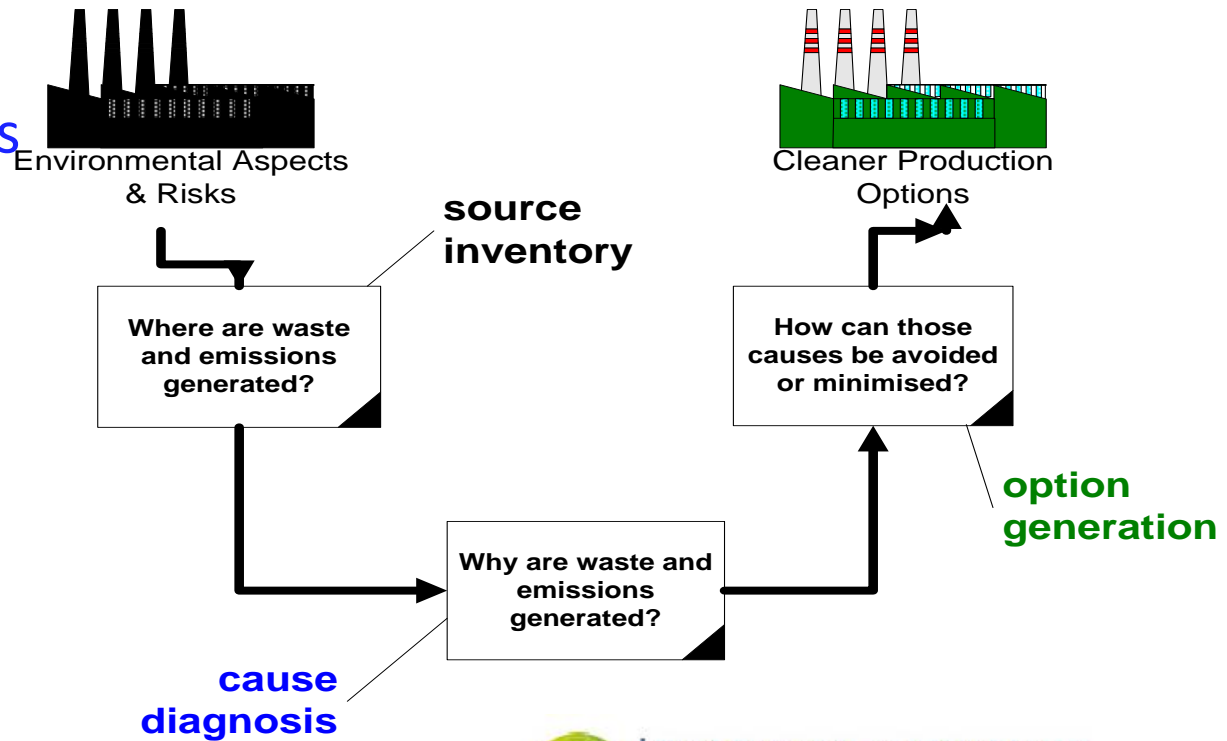 s
Environmental Aspects
& Risks
Cleaner Production
Options
source
inventory
Where are waste
and emissions
generated?
How can those
causes be avoided
or minimised?
option
generation
Why are waste and
emissions
generated?
cause
diagnosis